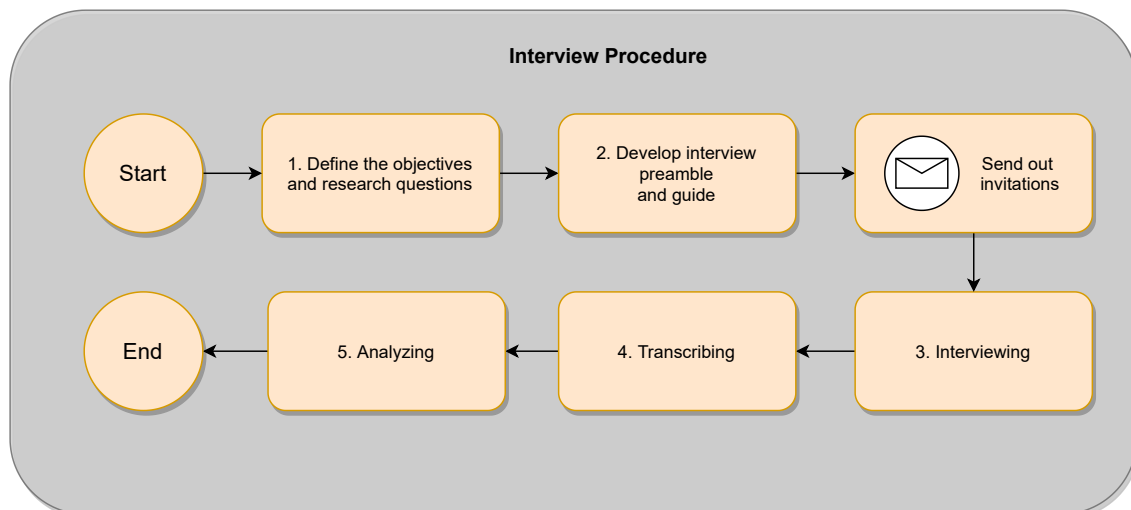 Interview Procedure
Start
1. Define the objectives
and research questions
2. Develop interview
preamble
and guide
Send out
invitations
3. Interviewing
4. Transcribing
5. Analyzing
End